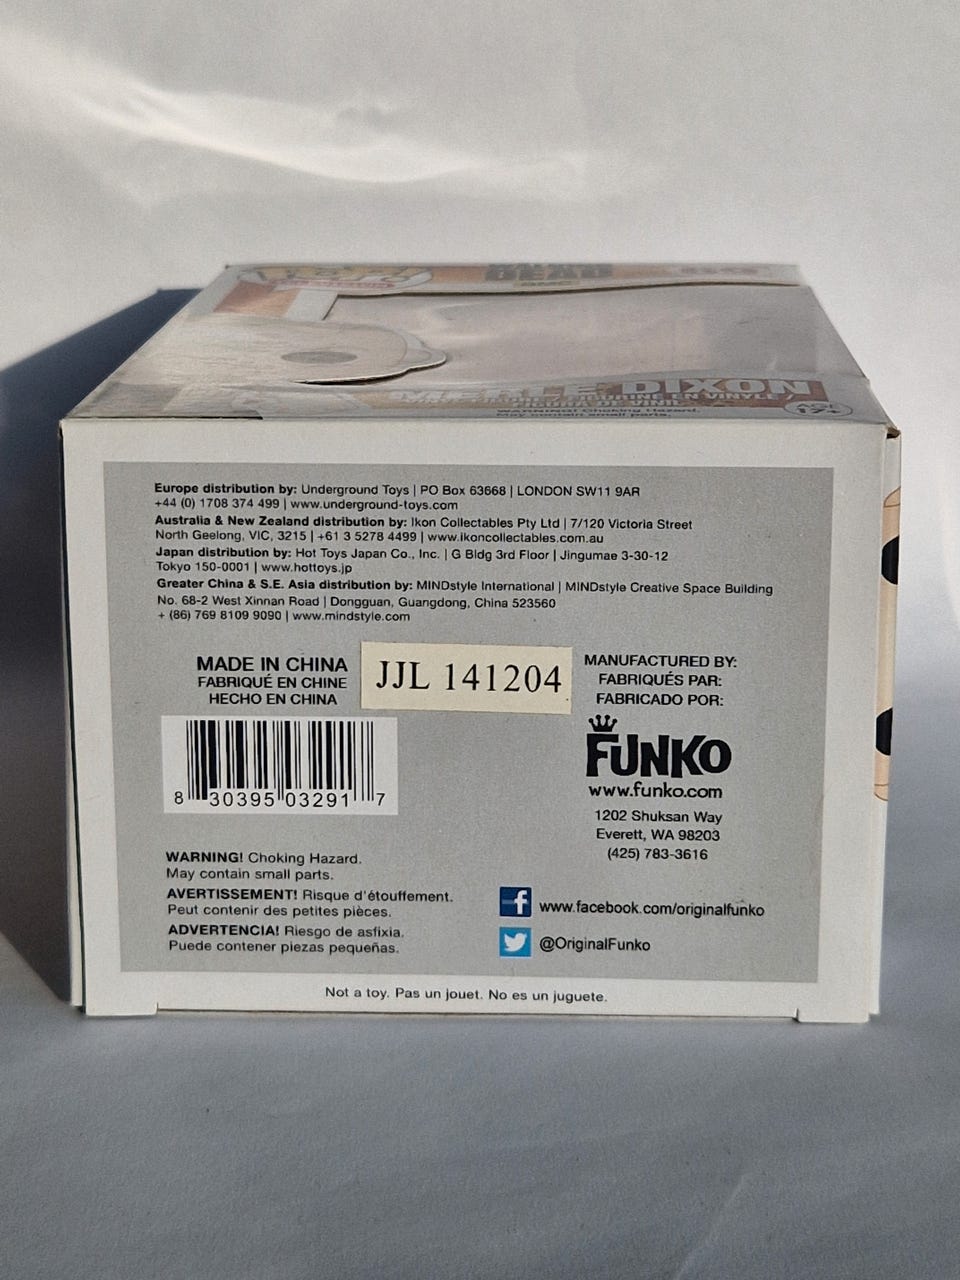 DEAD
AMC
MERLE DIXON
WARNING! Choking Hazard.
May contain small parts.
AGE
17+
Europe distribution by: Underground Toys | PO Box 63668 | LONDON SW11 9AR
+44 (0) 1708 374 499 | www.underground-toys.com
Australia & New Zealand distribution by: Ikon Collectables Pty Ltd | 7/120 Victoria Street
North Geelong, VIC, 3215 | +61 3 5278 4499 | www.ikoncollectables.com.au
Japan distribution by: Hot Toys Japan Co., Inc. | G Bldg 3rd Floor | Jingumae 3-30-12
Tokyo 150-0001 | www.hottoys.jp
Greater China & S.E. Asia distribution by: MINDstyle International | MINDstyle Creative Space Building
No. 68-2 West Xinnan Road | Dongguan, Guangdong, China 523560
+ (86) 769 8109 9090 | www.mindstyle.com
MADE IN CHINA
FABRIQUÉ EN CHINE
HECHO EN CHINA
JJL 141204
MANUFACTURED BY:
FABRIQUÉS PAR:
FABRICADO POR:
FUNKO
www.funko.com
1202 Shuksan Way
Everett, WA 98203
(425) 783-3616
8 30395 03291 7
WARNING! Choking Hazard.
May contain small parts.
AVERTISSEMENT! Risque d'étouffement.
Peut contenir des petites pièces.
ADVERTENCIA! Riesgo de asfixia.
Puede contener piezas pequeñas.
f www.facebook.com/originalfunko
@OriginalFunko
Not a toy. Pas un jouet. No es un juguete.